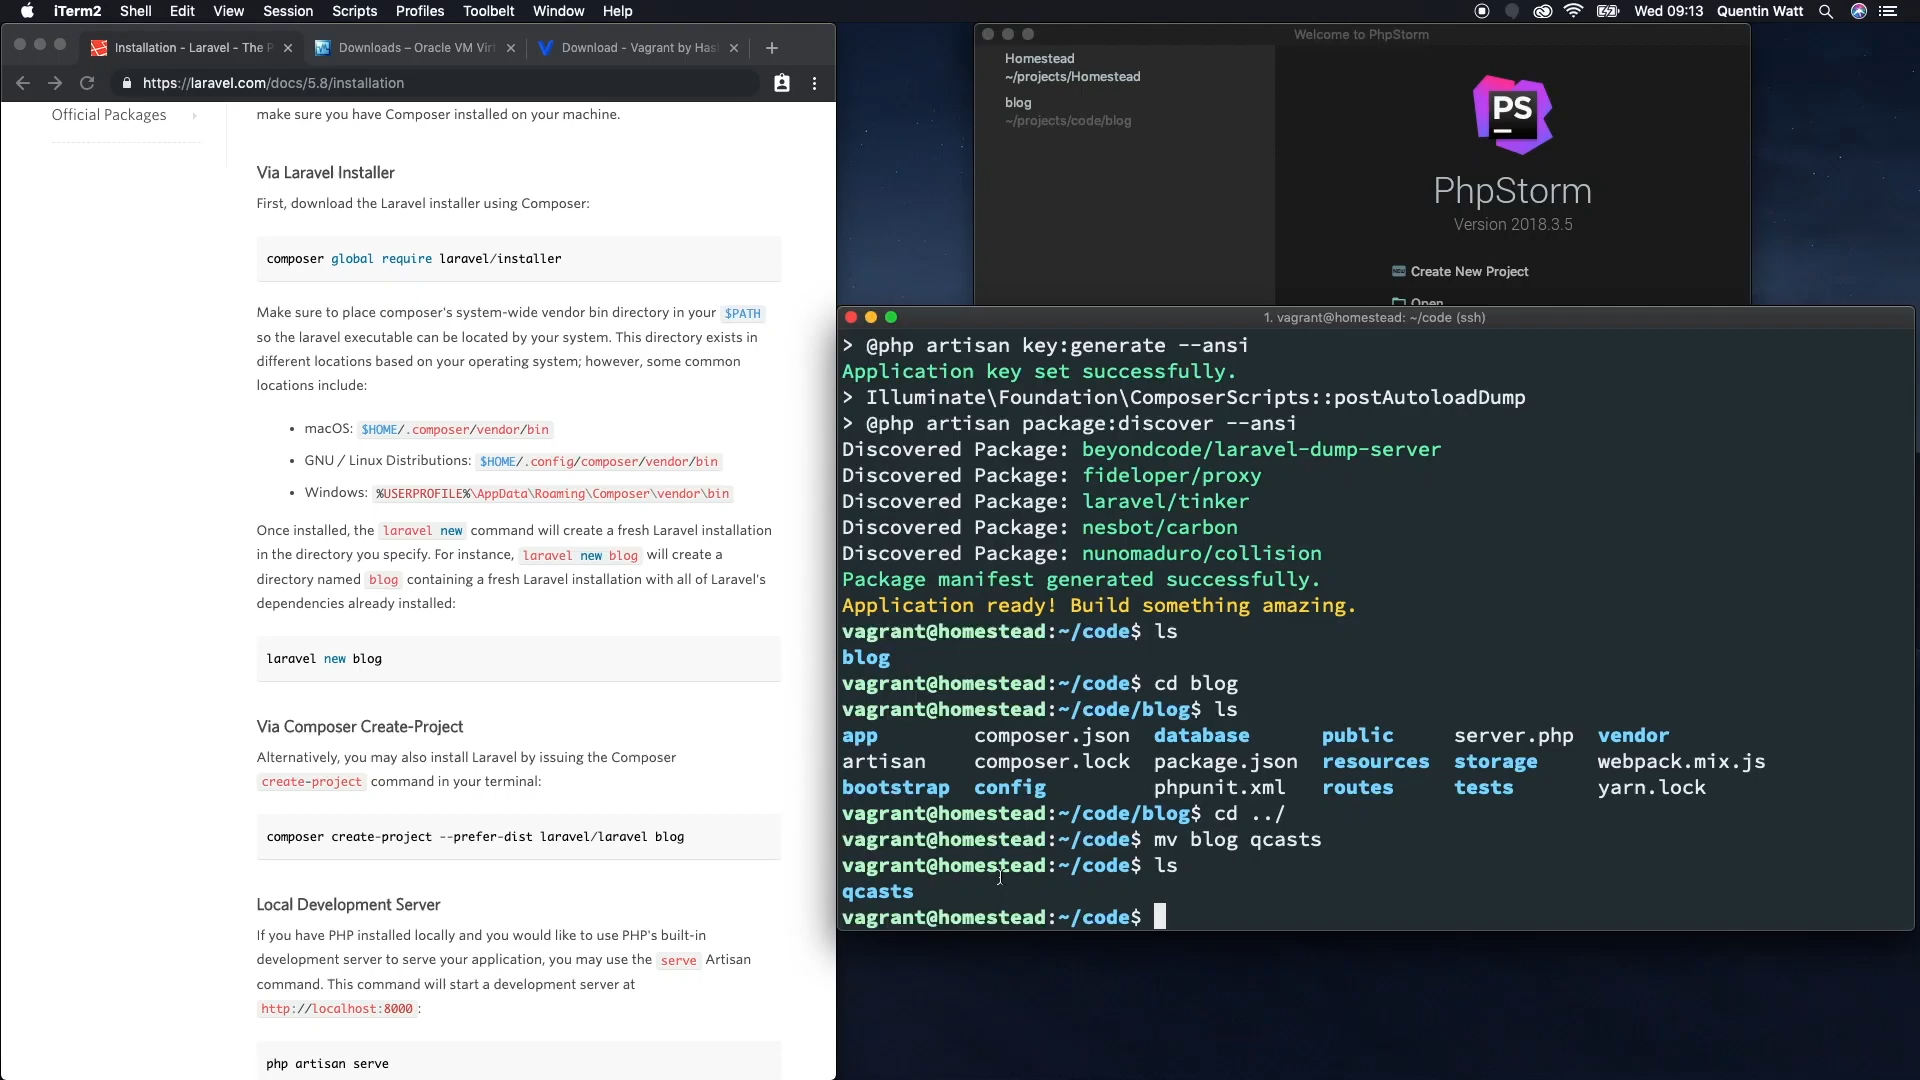 iTerm2 Shell Edit View Session Scripts Profiles Toolbelt Window Help Wed 09:13 Quentin Watt
Installation - Laravel - The P
Downloads – Oracle VM Vir
Download - Vagrant by Has
https://laravel.com/docs/5.8/installation
Official Packages
make sure you have Composer installed on your machine.
Via Laravel Installer
First, download the Laravel installer using Composer:
composer global require laravel/installer
Make sure to place composer's system-wide vendor bin directory in your $PATH
so the laravel executable can be located by your system. This directory exists in
different locations based on your operating system; however, some common
locations include:
• macOS: $HOME/.composer/vendor/bin
• GNU / Linux Distributions: $HOME/.config/composer/vendor/bin
• Windows: %USERPROFILE%\AppData\Roaming\Composer\vendor\bin
Once installed, the laravel new command will create a fresh Laravel installation
in the directory you specify. For instance, laravel new blog will create a
directory named blog containing a fresh Laravel installation with all of Laravel's
dependencies already installed:
laravel new blog
Via Composer Create-Project
Alternatively, you may also install Laravel by issuing the Composer
create-project command in your terminal:
composer create-project --prefer-dist laravel/laravel blog
Local Development Server
If you have PHP installed locally and you would like to use PHP's built-in
development server to serve your application, you may use the serve Artisan
command. This command will start a development server at
http://localhost:8000 :
php artisan serve
Welcome to PhpStorm
Homestead
~/projects/Homestead
blog
~/projects/code/blog
PS
PhpStorm
Version 2018.3.5
Create New Project
Open
1. vagrant@homestead: ~/code (ssh)
> @php artisan key:generate --ansi
Application key set successfully.
> Illuminate\Foundation\ComposerScripts::postAutoloadDump
> @php artisan package:discover --ansi
Discovered Package: beyondcode/laravel-dump-server
Discovered Package: fideloper/proxy
Discovered Package: laravel/tinker
Discovered Package: nesbot/carbon
Discovered Package: nunomaduro/collision
Package manifest generated successfully.
Application ready! Build something amazing.
vagrant@homestead:~/code$ ls
blog
vagrant@homestead:~/code$ cd blog
vagrant@homestead:~/code/blog$ ls
app composer.json database public server.php vendor
artisan composer.lock package.json resources storage webpack.mix.js
bootstrap config phpunit.xml routes tests yarn.lock
vagrant@homestead:~/code/blog$ cd ../
vagrant@homestead:~/code$ mv blog qcasts
vagrant@homestead:~/code$ ls
qcasts
vagrant@homestead:~/code$